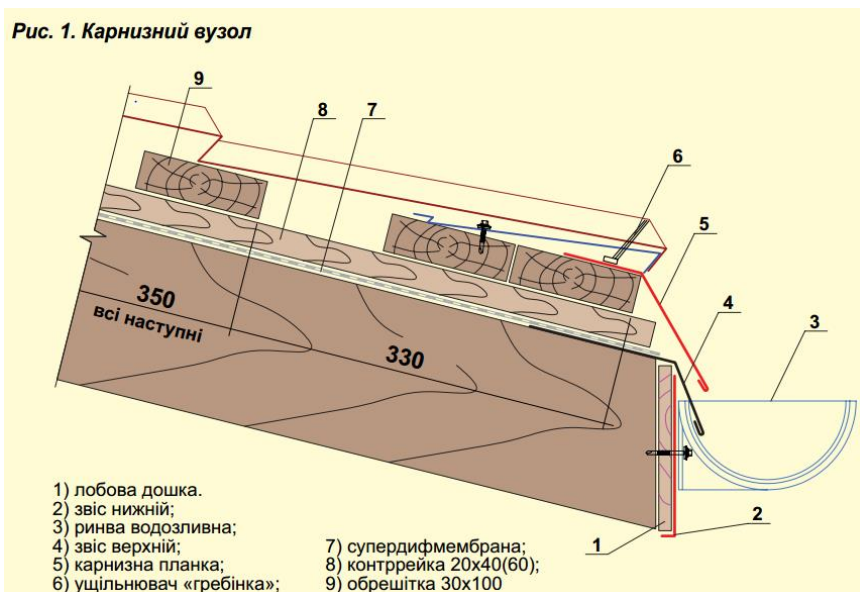 Рис. 1. Карнизний вузол
9
8
7
6
5
4
3
350
всі наступні
330
1) лобова дошка.
2) звіс нижній;
3) ринва водозливна;
4) звіс верхній;
5) карнизна планка;
6) ущільнювач «гребінка»;
7) супердифмембрана;
8) контррейка 20х40(60);
9) обрешітка 30х100
1
2